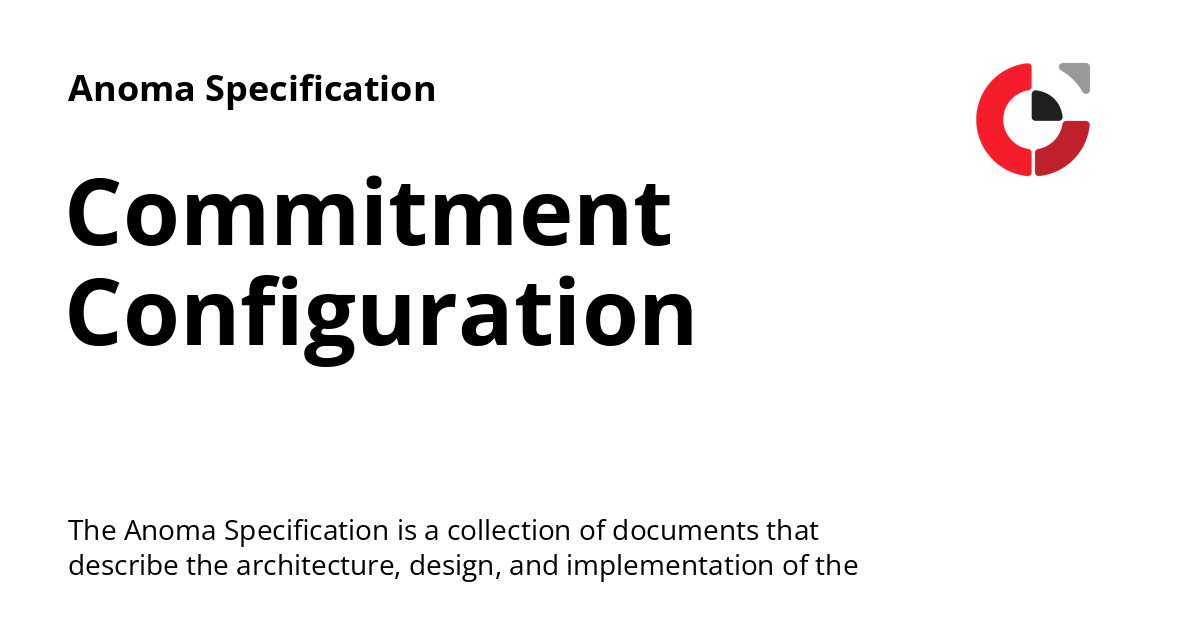 Anoma Specification
Commitment
Configuration
The Anoma Specification is a collection of documents that
describe the architecture, design, and implementation of the